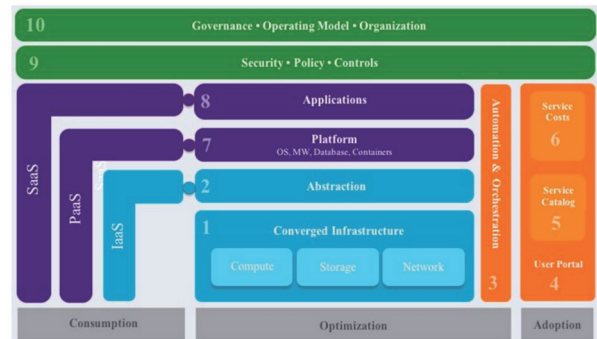 10 Governance • Operating Model • Organization
9 Security • Policy • Controls
SaaS
PaaS
IaaS
8 Applications
7 Platform
OS, MW, Database, Containers
2 Abstraction
1 Converged Infrastructure
Compute Storage Network
Automation & Orchestration
3
Service
Costs
6
Service
Catalog
5
User Portal
4
Consumption Optimization Adoption